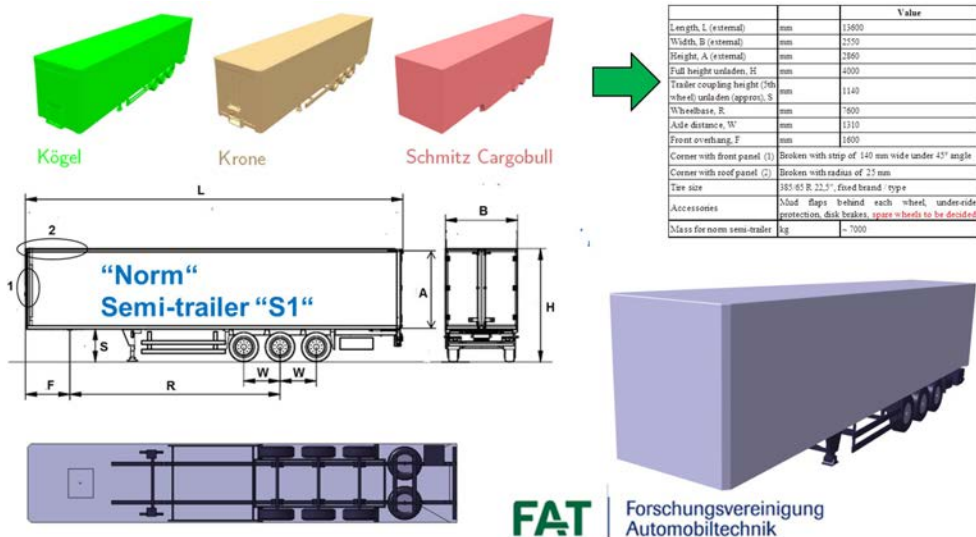 Value
Length, L (external) mm 13600
Width, B (external) mm 2550
Height, A (external) mm 2860
Full height unladen, H mm 4000
Trailer coupling height (5th
wheel) unladen (approx), S mm 1140
Wheelbase, R mm 7600
Axle distance, W mm 1310
Front overhang, F mm 1600
Corner with front panel (1) Broken with strip of 140 mm wide under 45° angle
Corner with roof panel (2) Broken with radius of 25 mm
Tire size 385/65 R 22,5", fixed brand / type
Accessories Mud flaps behind each wheel, under-ride
protection, disk brakes, spare wheels to be decided
Mass for norm semi-trailer kg ~ 7000
Kögel
Krone
Schmitz Cargobull
L
B
2
1
"Norm"
Semi-trailer "S1"
A
H
S
W W
F R
FAT
Forschungsvereinigung
Automobiltechnik